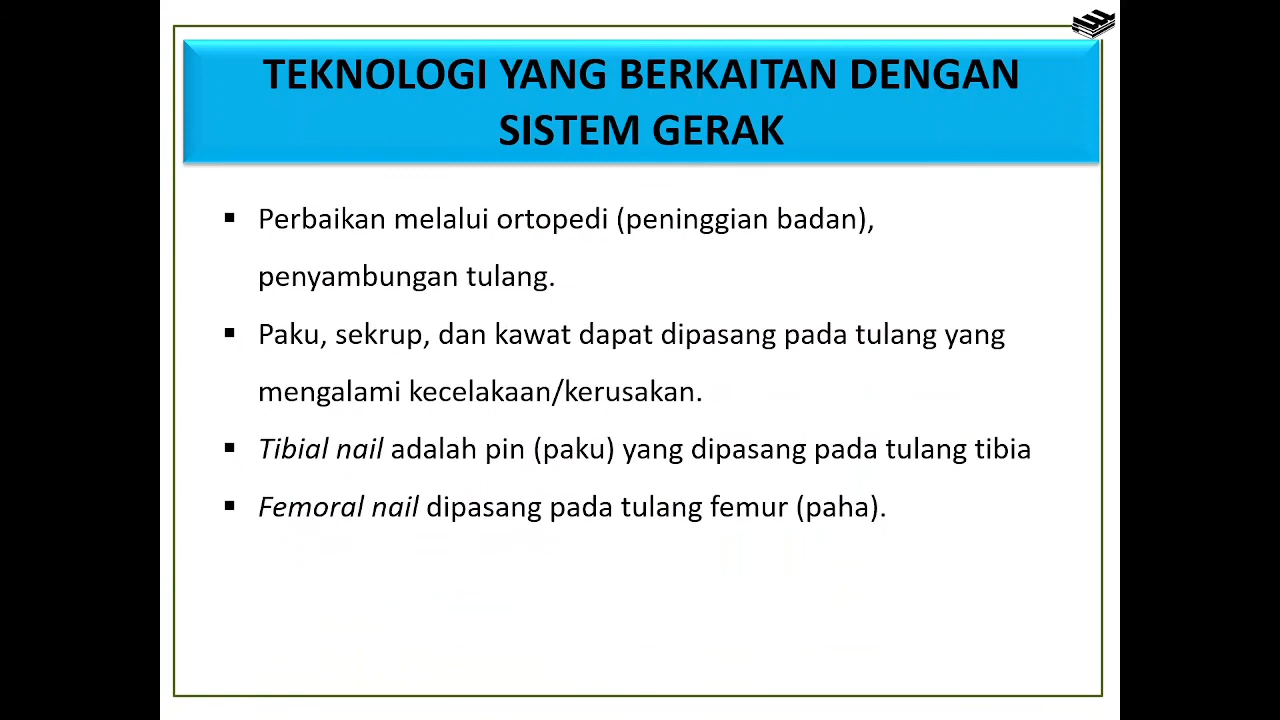 TEKNOLOGI YANG BERKAITAN DENGAN
SISTEM GERAK
▪ Perbaikan melalui ortopedi (peninggian badan),
penyambungan tulang.
▪ Paku, sekrup, dan kawat dapat dipasang pada tulang yang
mengalami kecelakaan/kerusakan.
▪ Tibial nail adalah pin (paku) yang dipasang pada tulang tibia
▪ Femoral nail dipasang pada tulang femur (paha).